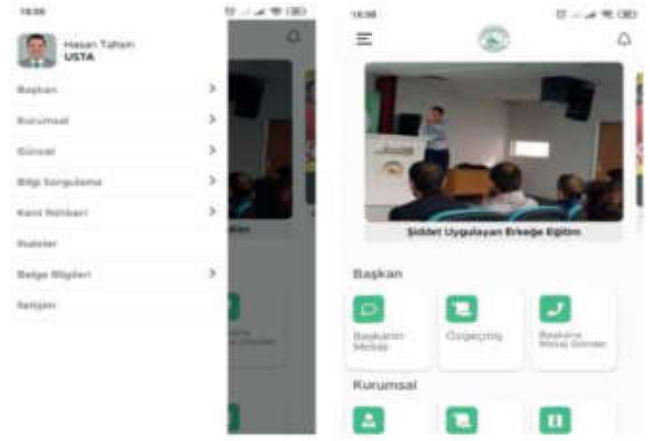 Hasan Tahsin
USTA
Başkan
Kurumsal
Güncel
Bilgi Sorgulama
Kent Rehberi
İhaleler
Belge Bilgileri
İletişim
Şiddet Uygulayan Erkeğe Eğitim
Başkan
Başkanın
Mesajı
Özgeçmiş
Başkana
Mesaj Gönder
Kurumsal